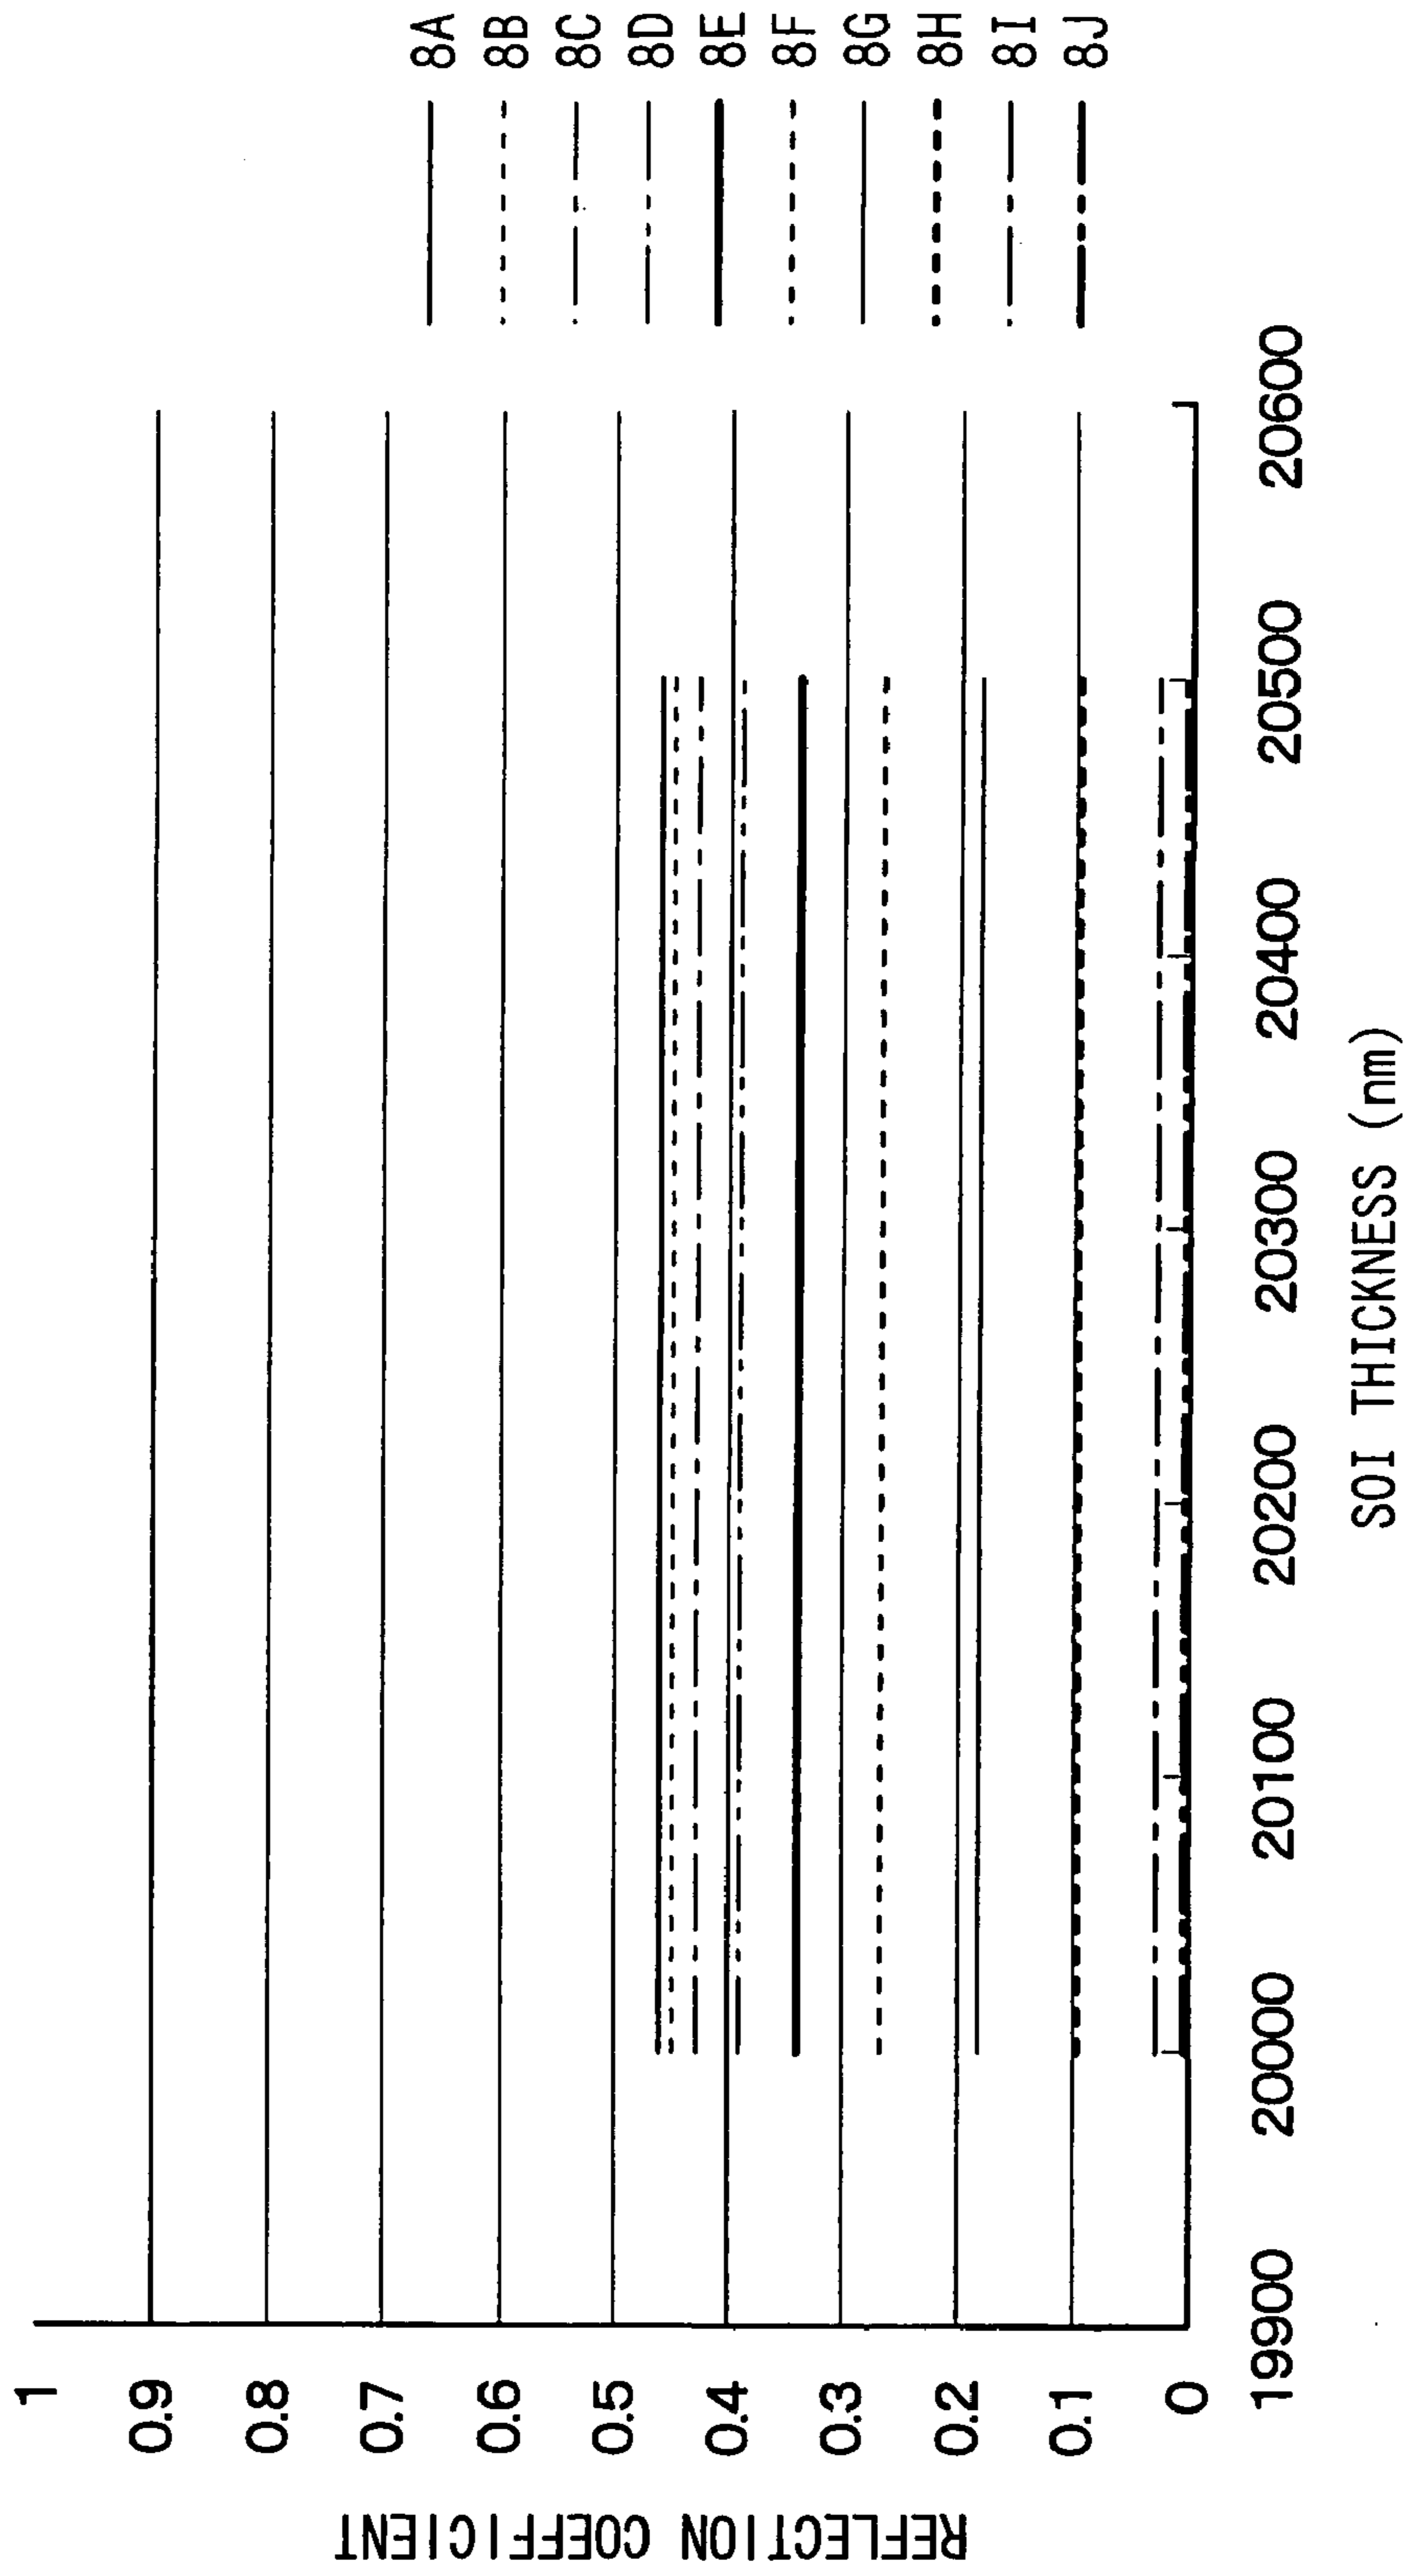 REFLECTION COEFFICIENT
1
0.9
0.8
0.7
0.6
0.5
0.4
0.3
0.2
0.1
0
19900
20000
20100
20200
20300
20400
20500
20600
SOI THICKNESS (nm)
8A
8B
8C
8D
8E
8F
8G
8H
8I
8J